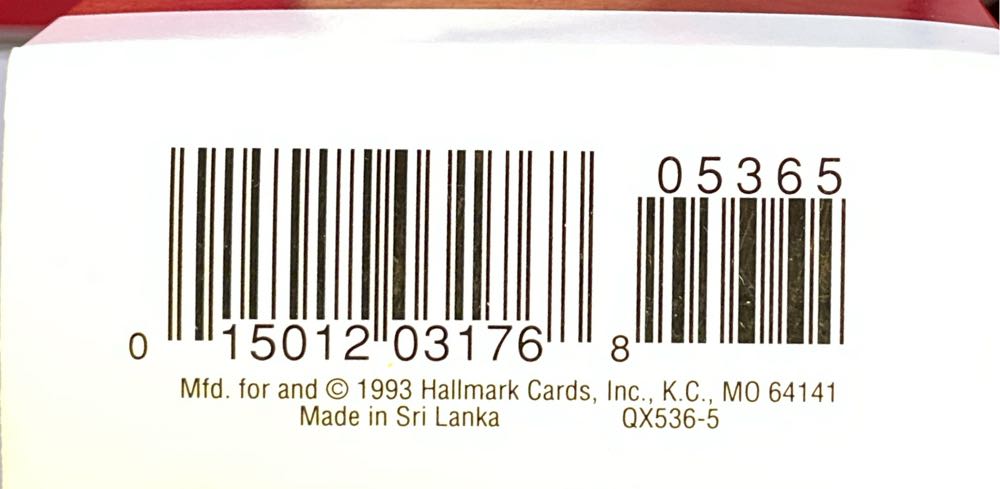 05365
0 15012 03176 8
Mfd. for and © 1993 Hallmark Cards, Inc., K.C., MO 64141
Made in Sri Lanka QX536-5